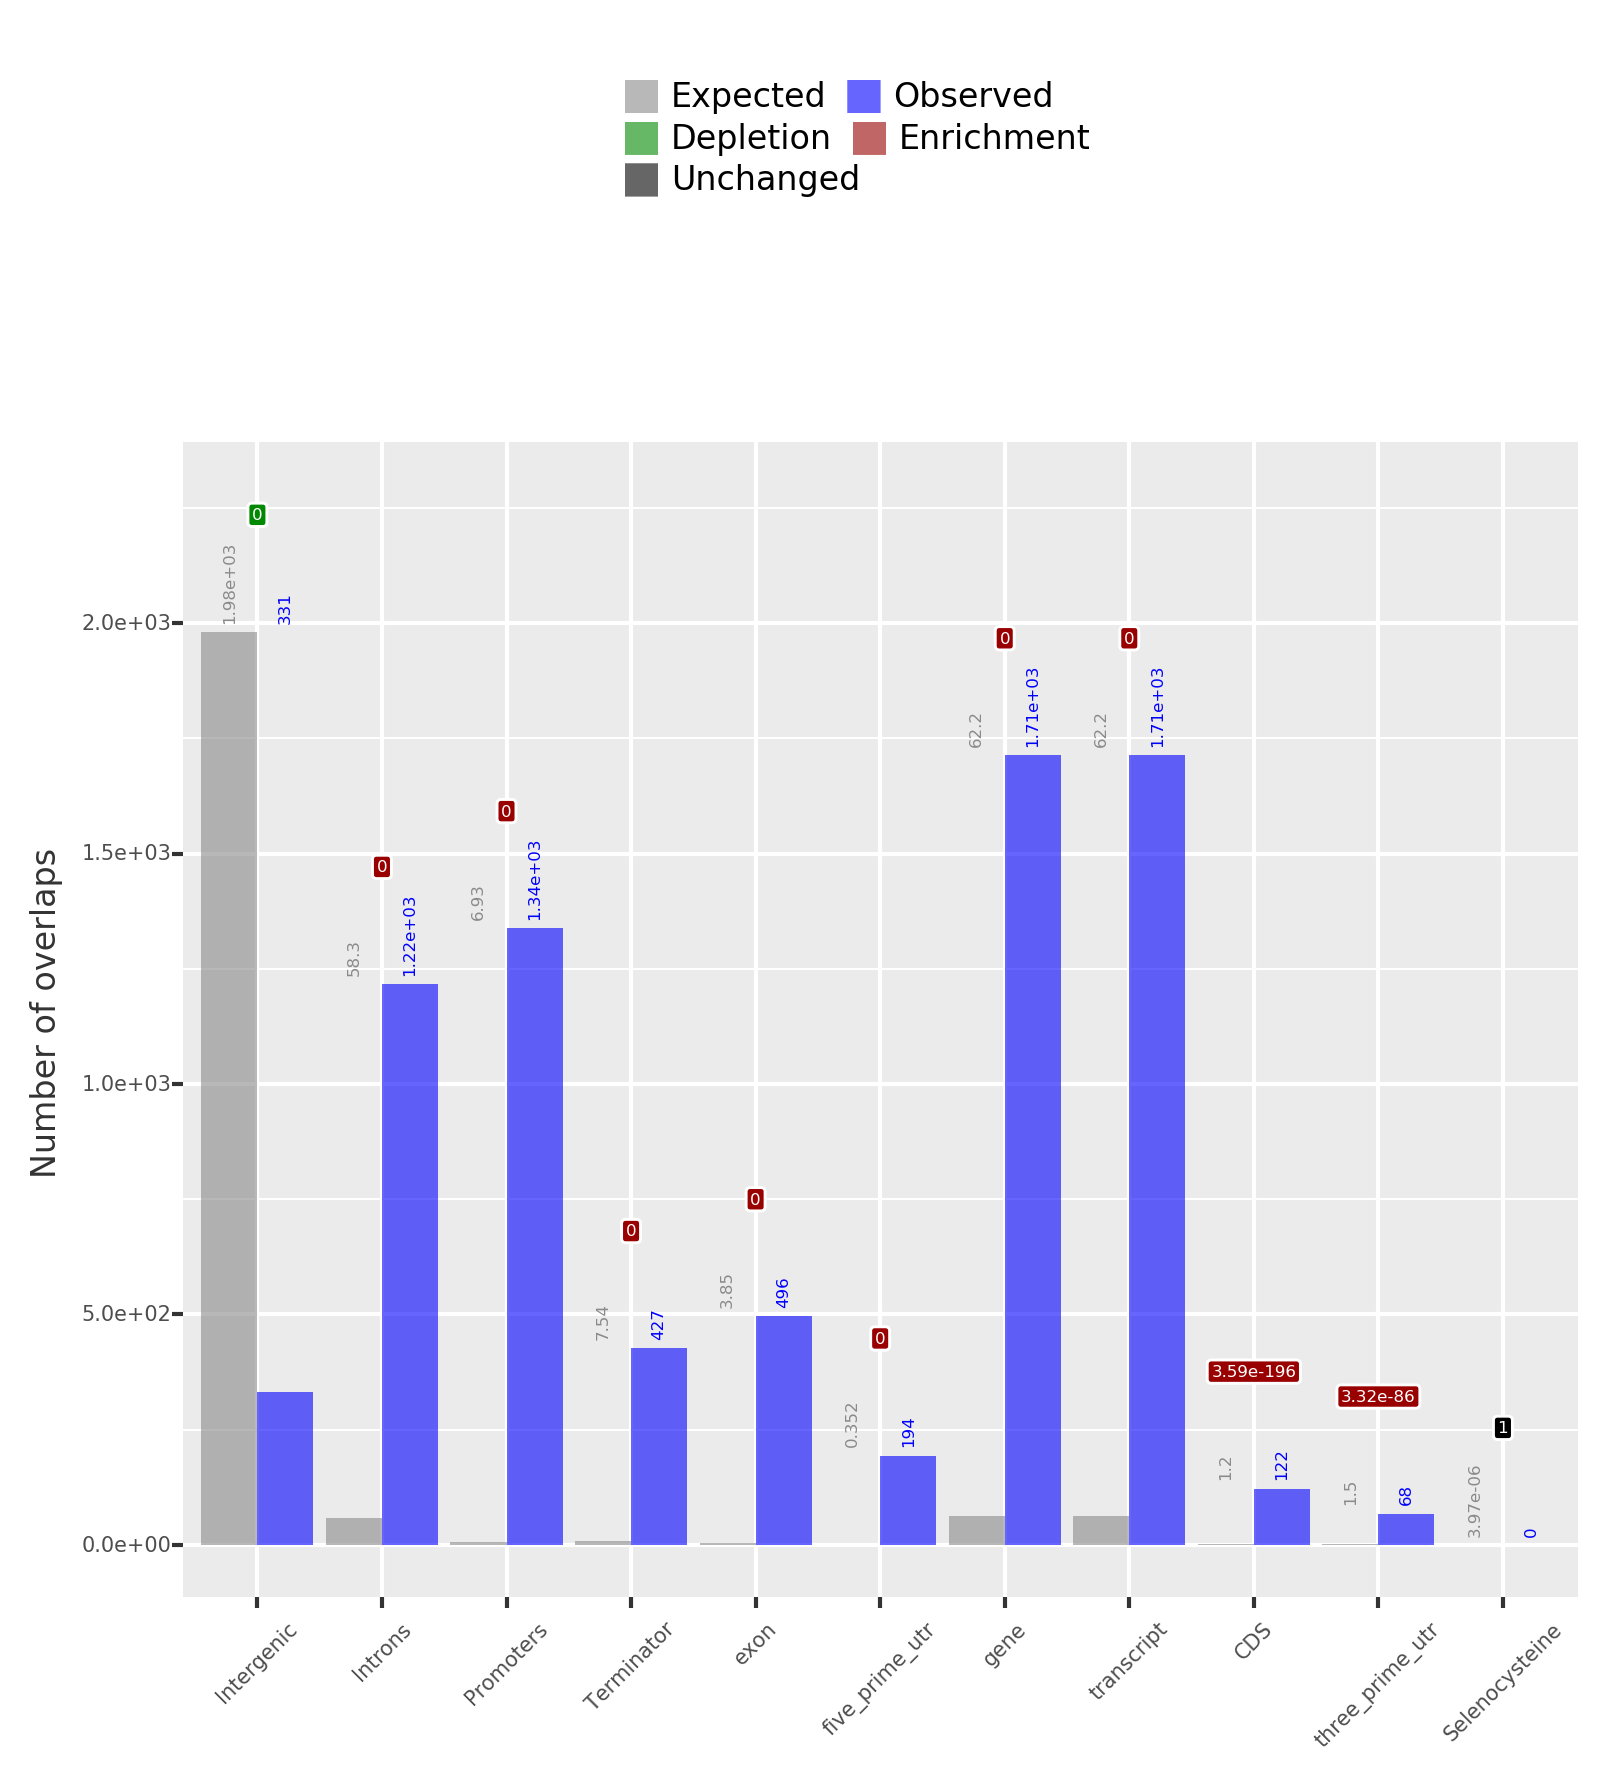 Expected Observed
Depletion Enrichment
Unchanged
Number of overlaps
2.0e+03
1.5e+03
1.0e+03
5.0e+02
0.0e+00
0
1.98e+03
331
0
58.3
1.22e+03
0
6.93
1.34e+03
0
7.54
427
0
3.85
496
0
0.352
194
0
62.2
1.71e+03
0
62.2
1.71e+03
3.59e-196
1.2
122
3.32e-86
1.5
68
1
3.97e-06
0
Intergenic
Introns
Promoters
Terminator
exon
five_prime_utr
gene
transcript
CDS
three_prime_utr
Selenocysteine